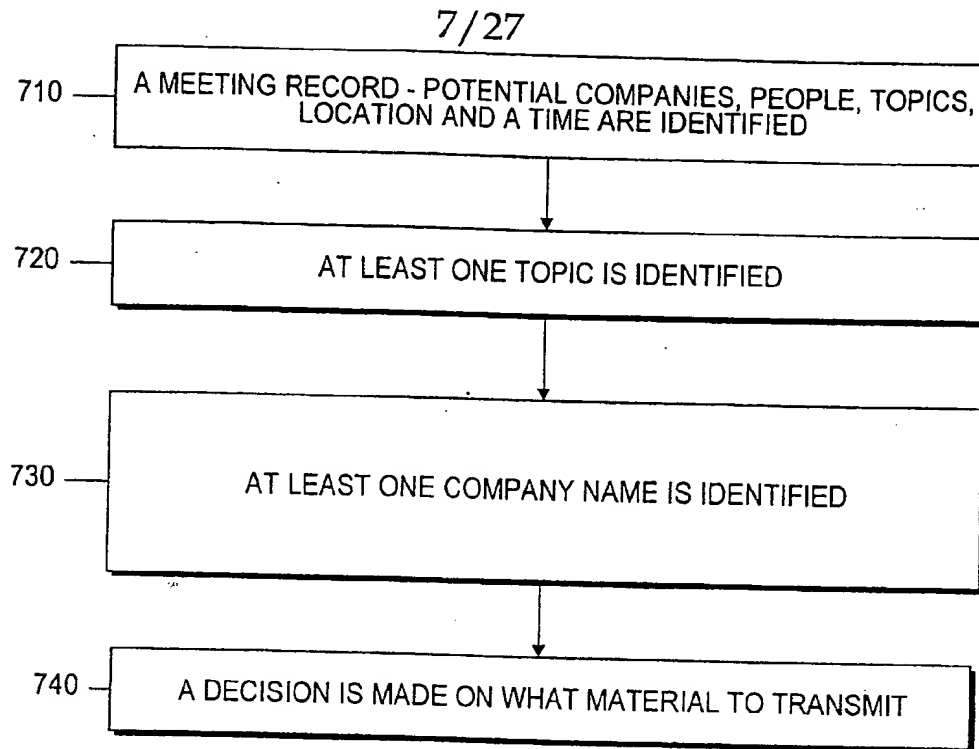 7/27
710
A MEETING RECORD - POTENTIAL COMPANIES, PEOPLE, TOPICS,
LOCATION AND A TIME ARE IDENTIFIED
720
AT LEAST ONE TOPIC IS IDENTIFIED
730
AT LEAST ONE COMPANY NAME IS IDENTIFIED
740
A DECISION IS MADE ON WHAT MATERIAL TO TRANSMIT